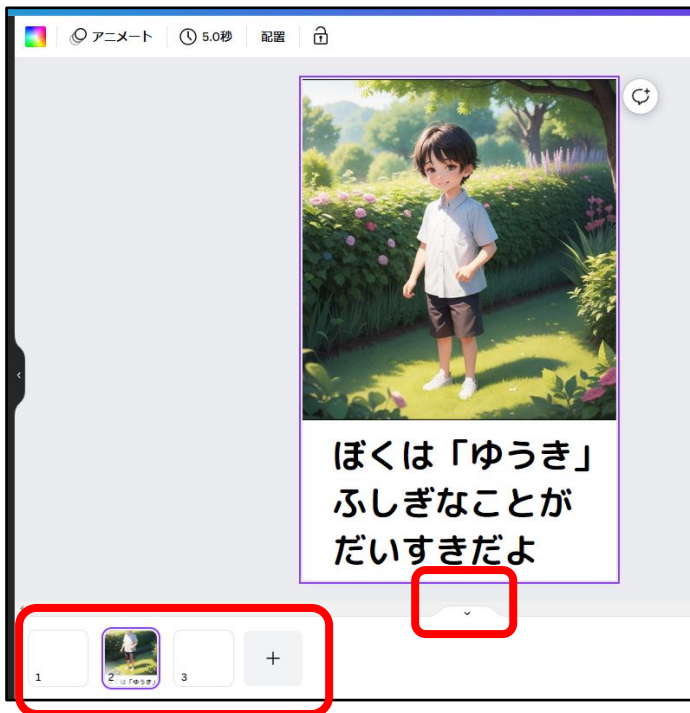 アニメート 5.0秒 配置
ぼくは「ゆうき」
ふしぎなことが
だいすきだよ
1 2 3 +